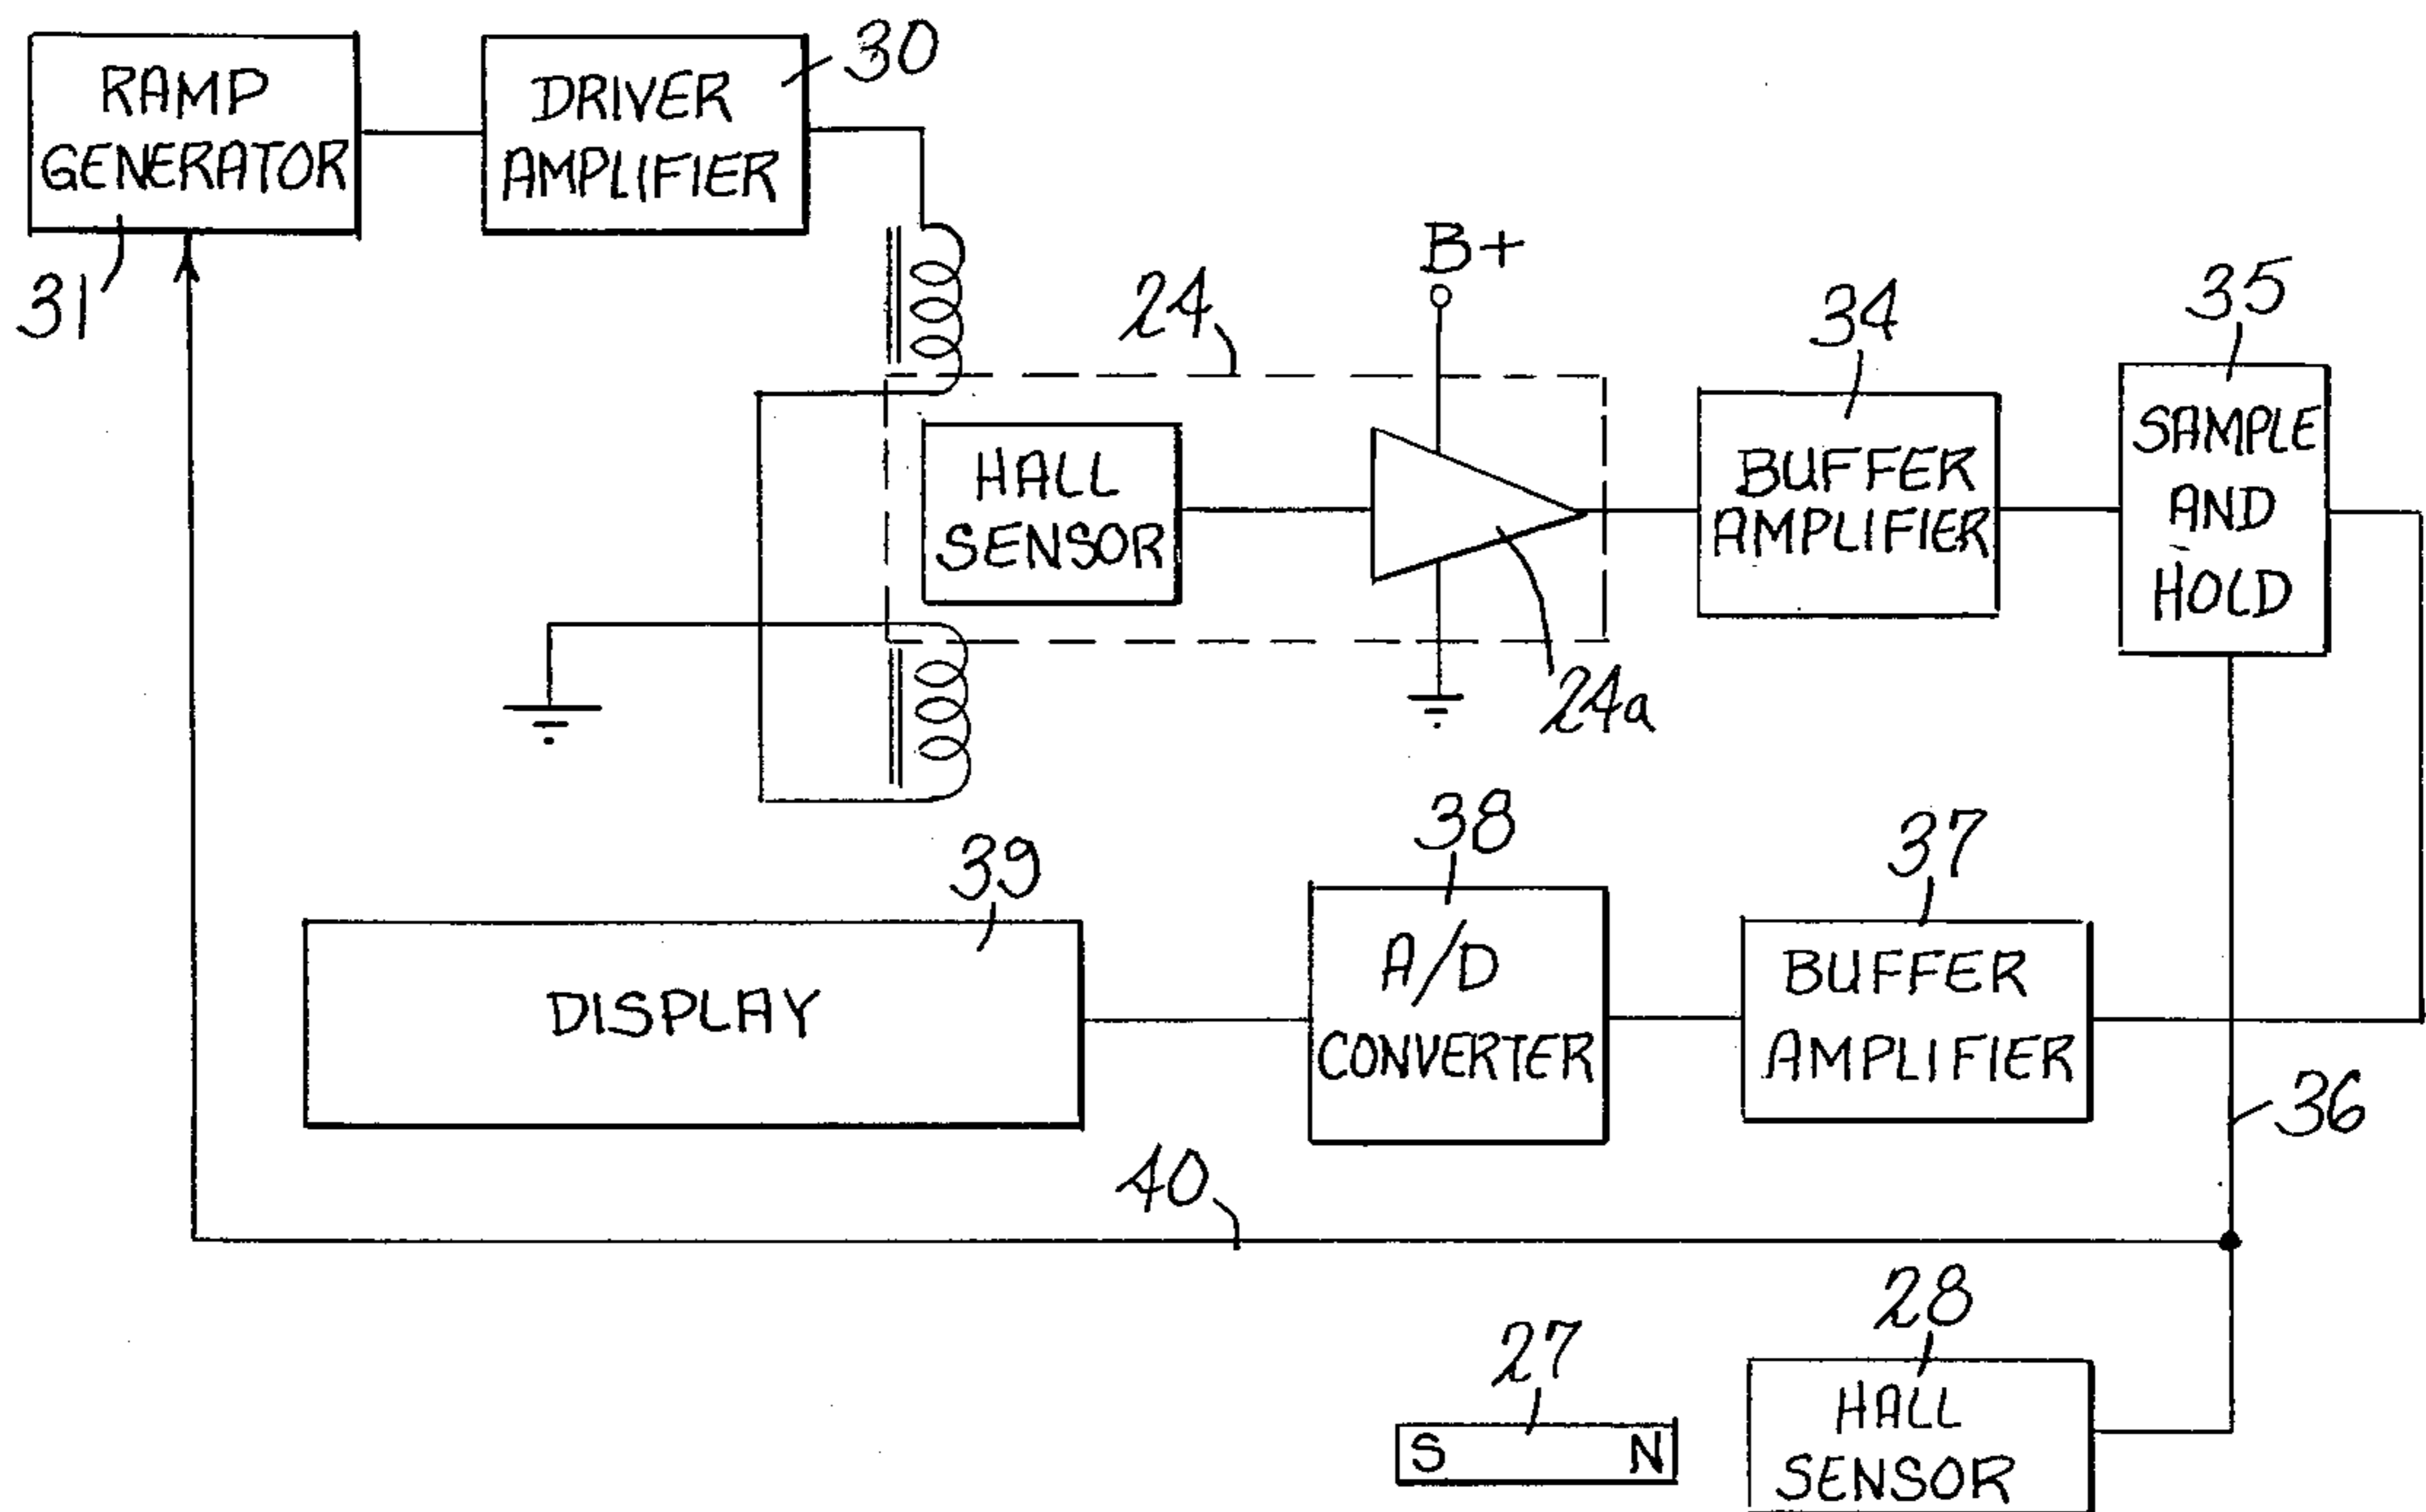 RAMP
GENERATOR
31
DRIVER
AMPLIFIER
30
B+
24
HALL
SENSOR
24a
34
BUFFER
AMPLIFIER
35
SAMPLE
AND
HOLD
39
DISPLAY
38
A/D
CONVERTER
37
BUFFER
AMPLIFIER
36
40
27
S N
28
HALL
SENSOR